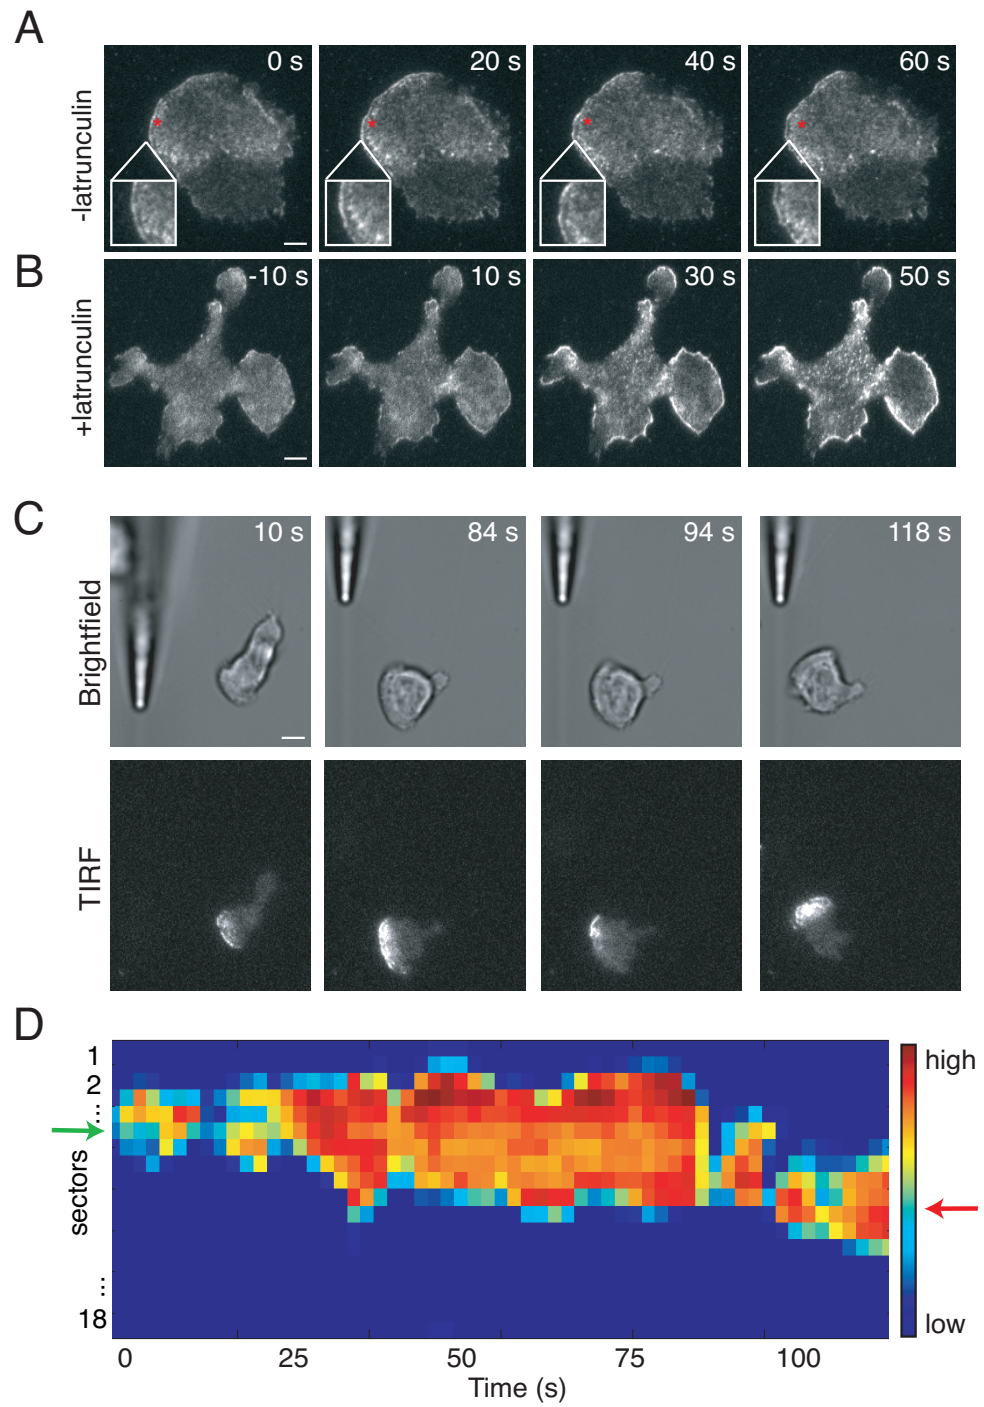 A
-latrunculin
0 s
20 s
40 s
60 s
*
*
*
*
B
+latrunculin
-10 s
10 s
30 s
50 s
C
Brightfield
10 s
84 s
94 s
118 s
TIRF
D
sectors
1
2
...
...
18
high
low
0
25
50
75
100
Time (s)